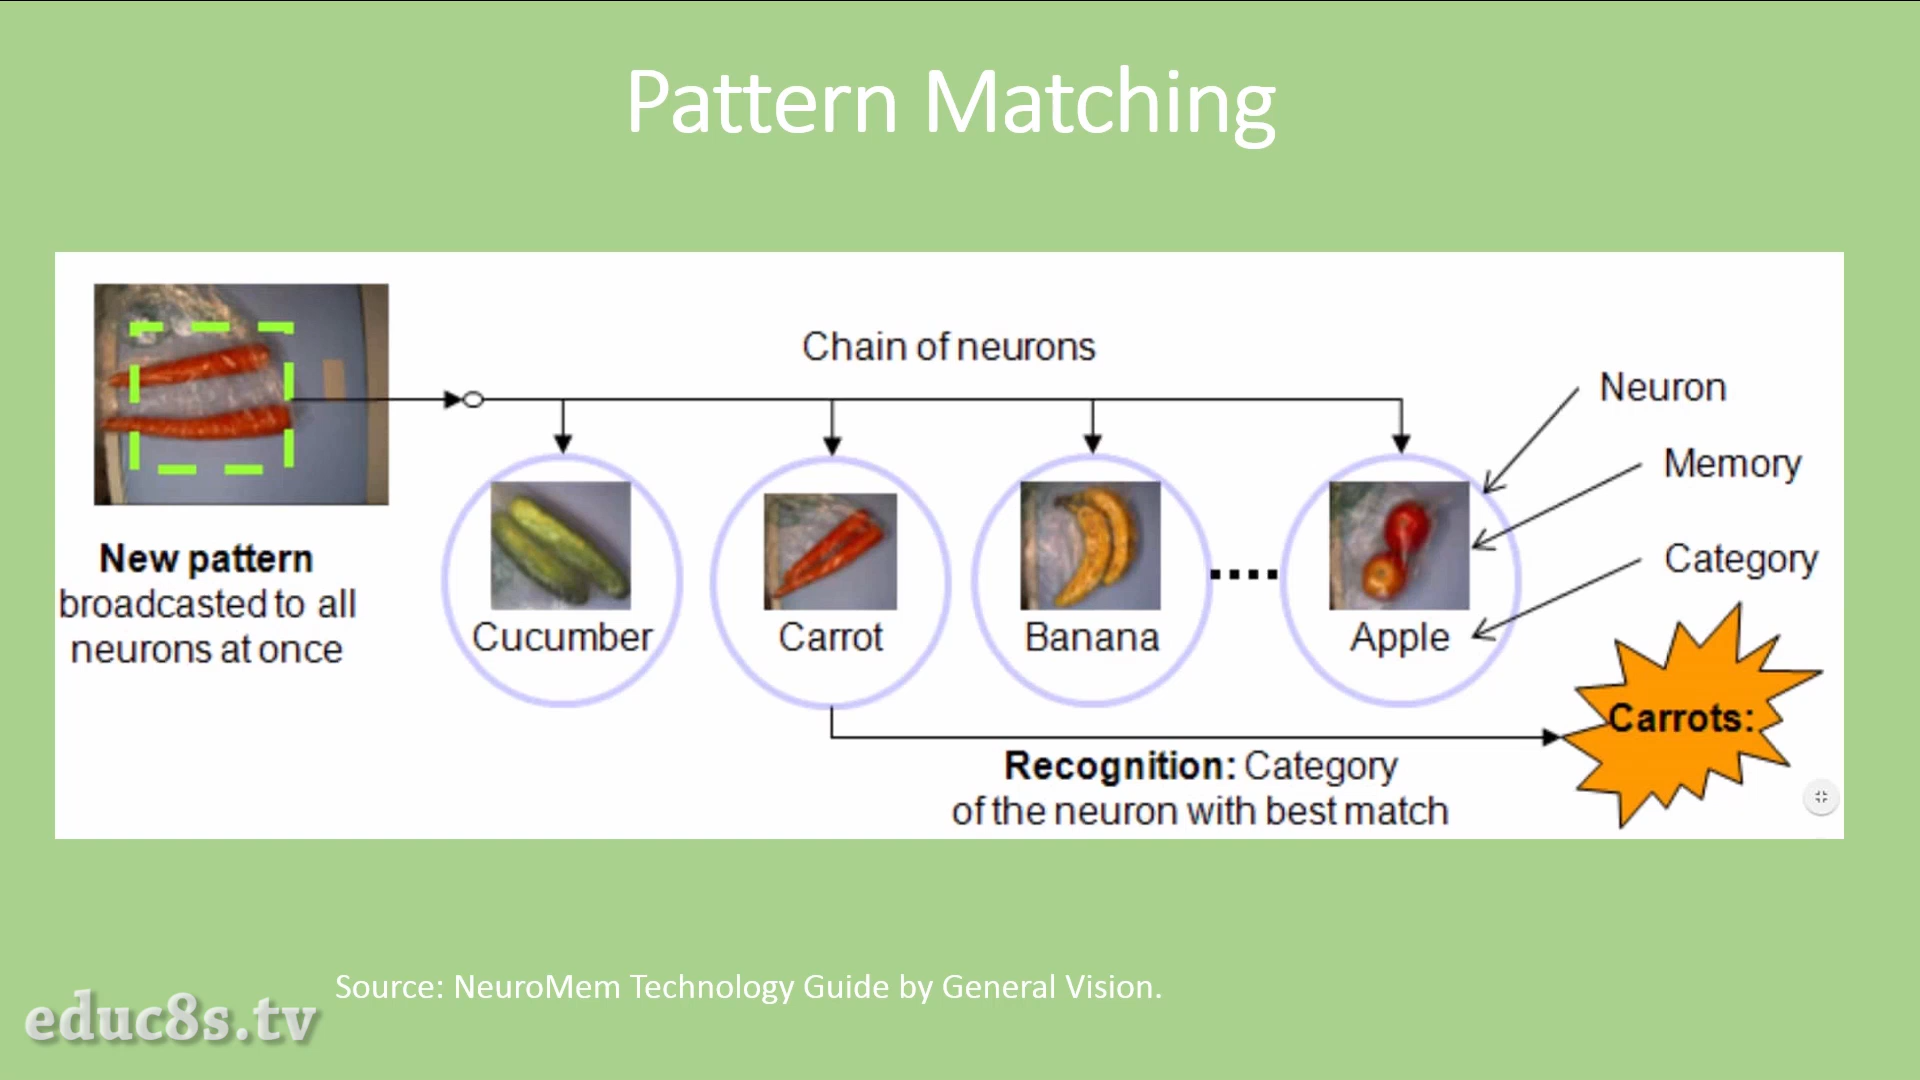 Pattern Matching
Chain of neurons
Neuron
Memory
Category
New pattern
broadcasted to all
neurons at once
Cucumber
Carrot
Banana
Apple
Carrots:
Recognition: Category
of the neuron with best match
Source: NeuroMem Technology Guide by General Vision.
educ8s.tv